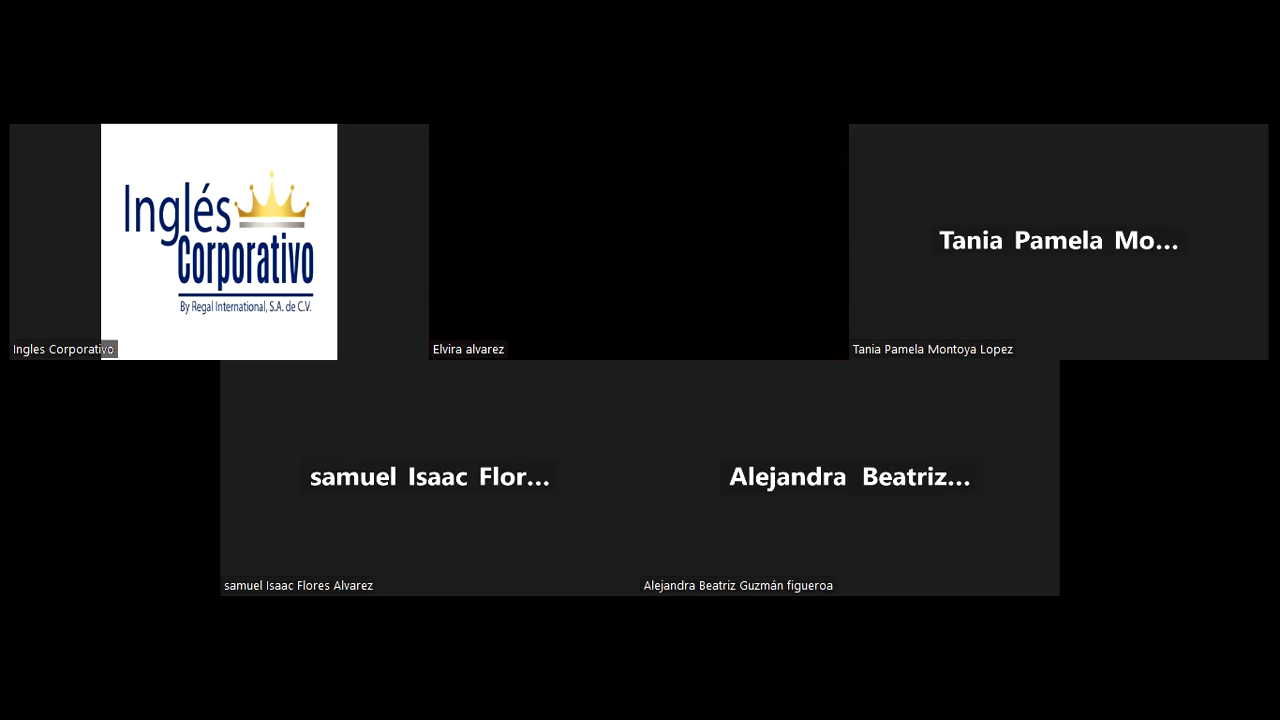 Inglés
Corporativo
By Regal International, S.A. de C.V.
Ingles Corporativo
Elvira alvarez
Tania Pamela Mo...
Tania Pamela Montoya Lopez
samuel Isaac Flor...
samuel Isaac Flores Alvarez
Alejandra Beatriz...
Alejandra Beatriz Guzmán figueroa